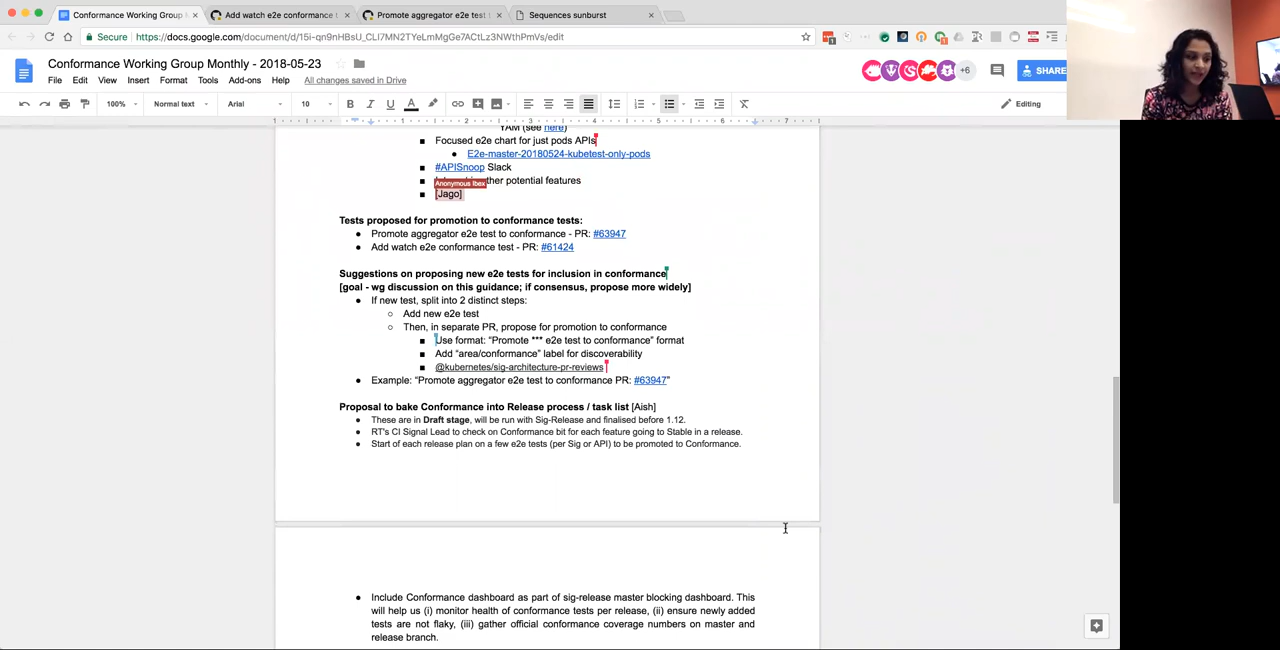 Conformance Working Group M
Add watch e2e conformance t
Promote aggregator e2e test t
Sequences sunburst
Secure
https://docs.google.com/document/d/15i-qn9nHBsU_CLI7MN2TYeLmMgGe7ACtLz3NWthPmVs/edit
Conformance Working Group Monthly - 2018-05-23
File Edit View Insert Format Tools Add-ons Help All changes saved in Drive
+6
SHARE
100% Normal text Arial 10 B I U A Editing
1 1 2 3 4 5 6 7
YAM (see here)
■ Focused e2e chart for just pods APIs
● E2e-master-20180524-kubetest-only-pods
■ #APISnoop Slack
■ other potential features
Anonymous Ibex
■ [Jago]
Tests proposed for promotion to conformance tests:
● Promote aggregator e2e test to conformance - PR: #63947
● Add watch e2e conformance test - PR: #61424
Suggestions on proposing new e2e tests for inclusion in conformance
[goal - wg discussion on this guidance; if consensus, propose more widely]
● If new test, split into 2 distinct steps:
○ Add new e2e test
○ Then, in separate PR, propose for promotion to conformance
■ Use format: “Promote *** e2e test to conformance” format
■ Add “area/conformance” label for discoverability
■ @kubernetes/sig-architecture-pr-reviews
● Example: “Promote aggregator e2e test to conformance PR: #63947”
Proposal to bake Conformance into Release process / task list [Aish]
● These are in Draft stage, will be run with Sig-Release and finalised before 1.12.
● RT's CI Signal Lead to check on Conformance bit for each feature going to Stable in a release.
● Start of each release plan on a few e2e tests (per Sig or API) to be promoted to Conformance.
● Include Conformance dashboard as part of sig-release master blocking dashboard. This
will help us (i) monitor health of conformance tests per release, (ii) ensure newly added
tests are not flaky, (iii) gather official conformance coverage numbers on master and
release branch.